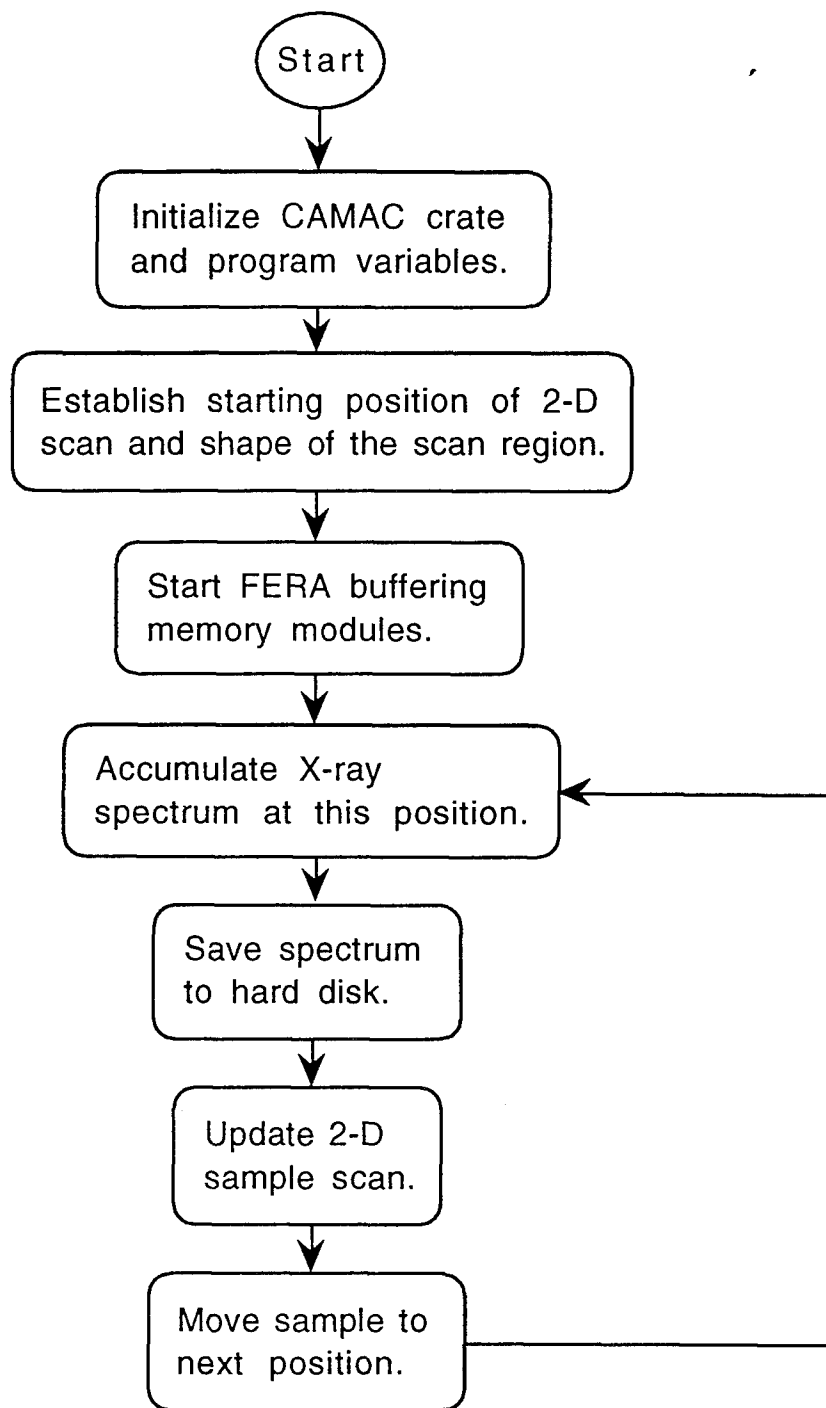 Start
Initialize CAMAC crate
and program variables.
Establish starting position of 2-D
scan and shape of the scan region.
Start FERA buffering
memory modules.
Accumulate X-ray
spectrum at this position.
Save spectrum
to hard disk.
Update 2-D
sample scan.
Move sample to
next position.